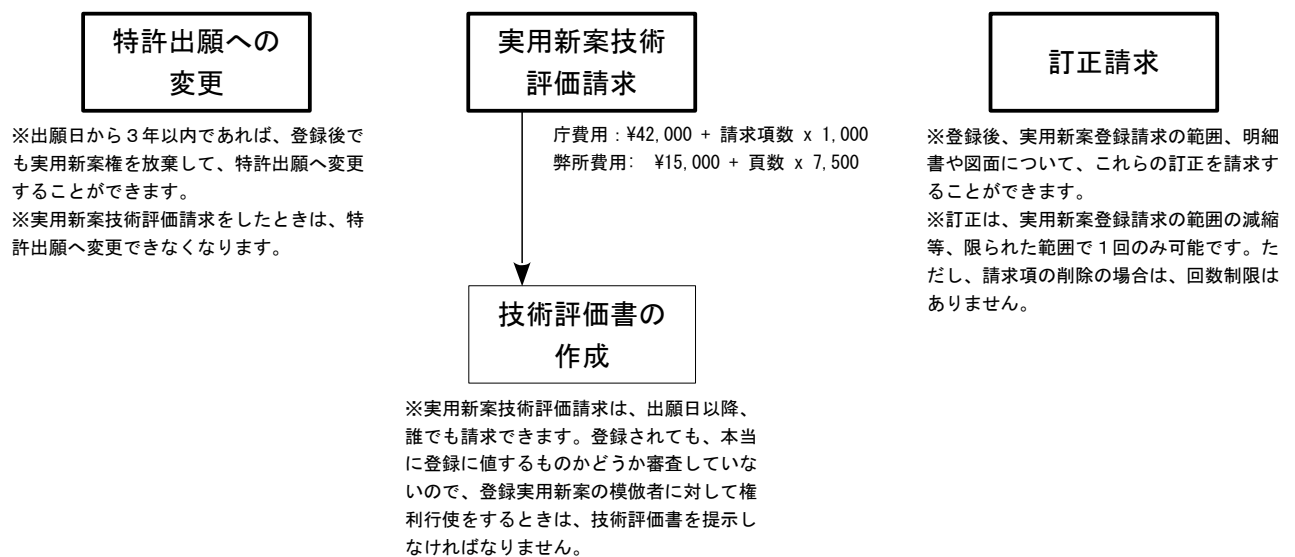 特許出願への
変更
※出願日から３年以内であれば、登録後で
も実用新案権を放棄して、特許出願へ変更
することができます。
※実用新案技術評価請求をしたときは、特
許出願へ変更できなくなります。
実用新案技術
評価請求
庁費用：¥42,000 + 請求項数 x 1,000
弊所費用： ¥15,000 + 頁数 x 7,500
技術評価書の
作成
※実用新案技術評価請求は、出願日以降、
誰でも請求できます。登録されても、本当
に登録に値するものかどうか審査していな
いので、登録実用新案の模倣者に対して権
利行使をするときは、技術評価書を提示し
なければなりません。
訂正請求
※登録後、実用新案登録請求の範囲、明細
書や図面について、これらの訂正を請求す
ることができます。
※訂正は、実用新案登録請求の範囲の減縮
等、限られた範囲で１回のみ可能です。た
だし、請求項の削除の場合は、回数制限は
ありません。